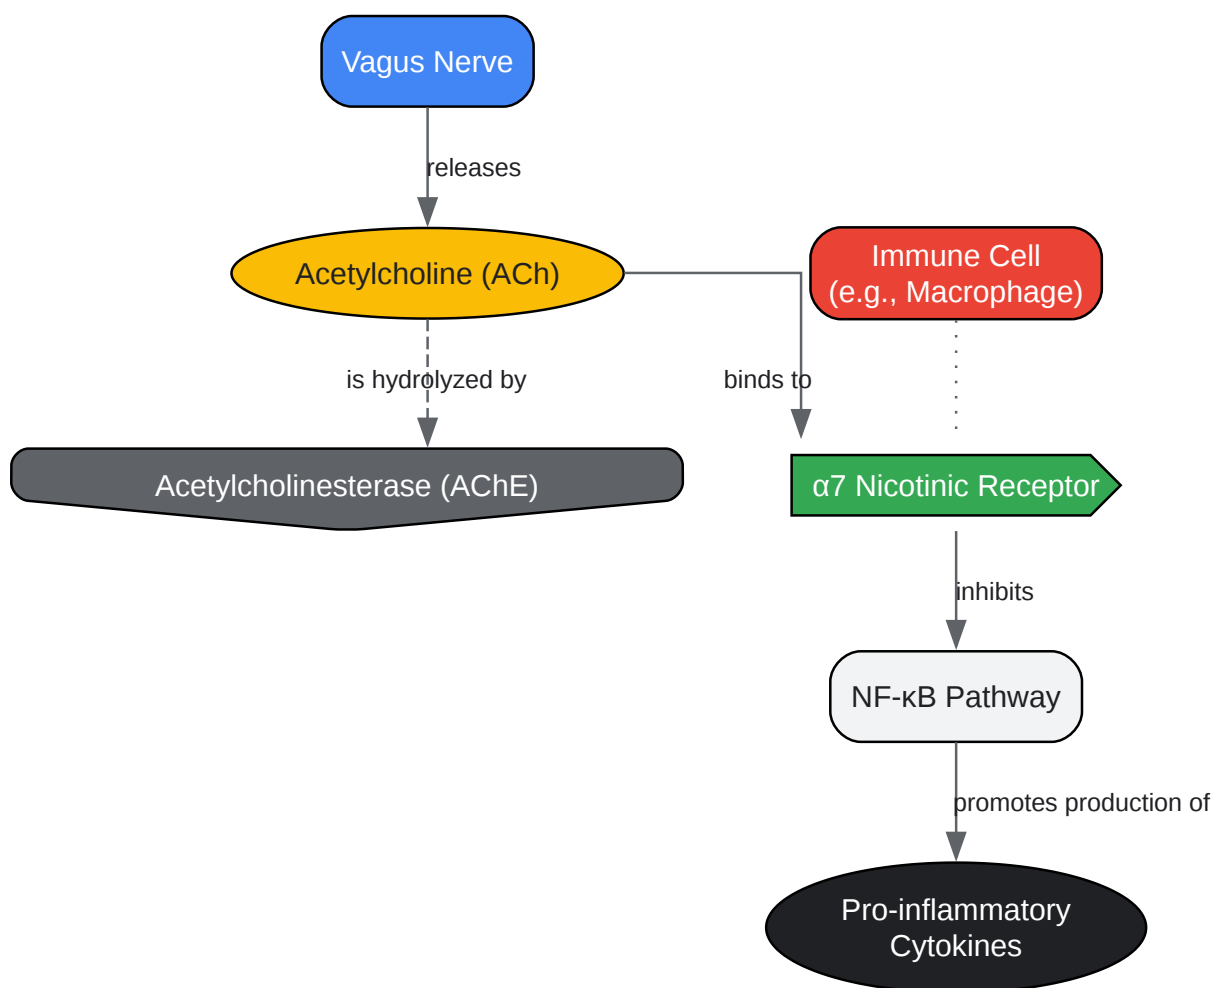 Vagus Nerve
releases
Acetylcholine (ACh)
Immune Cell
(e.g., Macrophage)
is hydrolyzed by
binds to
Acetylcholinesterase (AChE)
α7 Nicotinic Receptor
inhibits
NF-κB Pathway
promotes production of
Pro-inflammatory
Cytokines